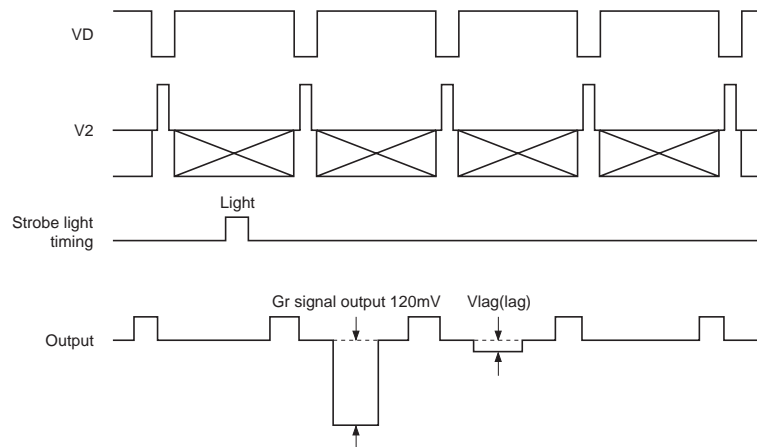 VD
V2
Light
Strobe light
timing
Gr signal output 120mV
Vlag(lag)
Output